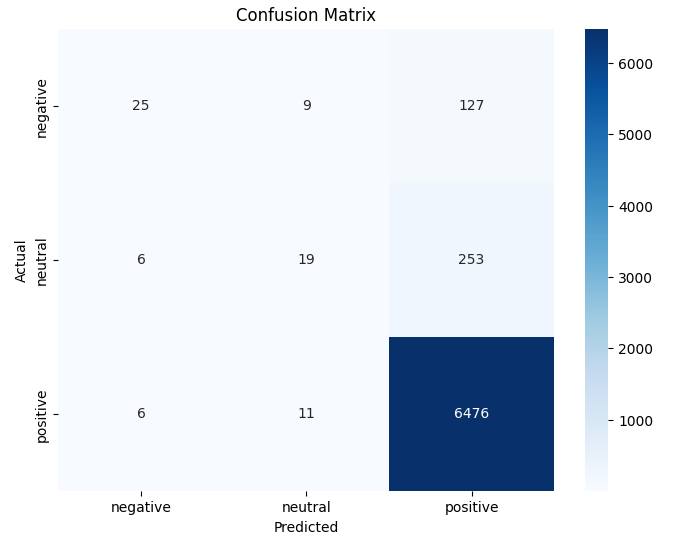 Confusion Matrix
negative 25 9 127
neutral 6 19 253
positive 6 11 6476
Actual
negative neutral positive
Predicted
6000
5000
4000
3000
2000
1000